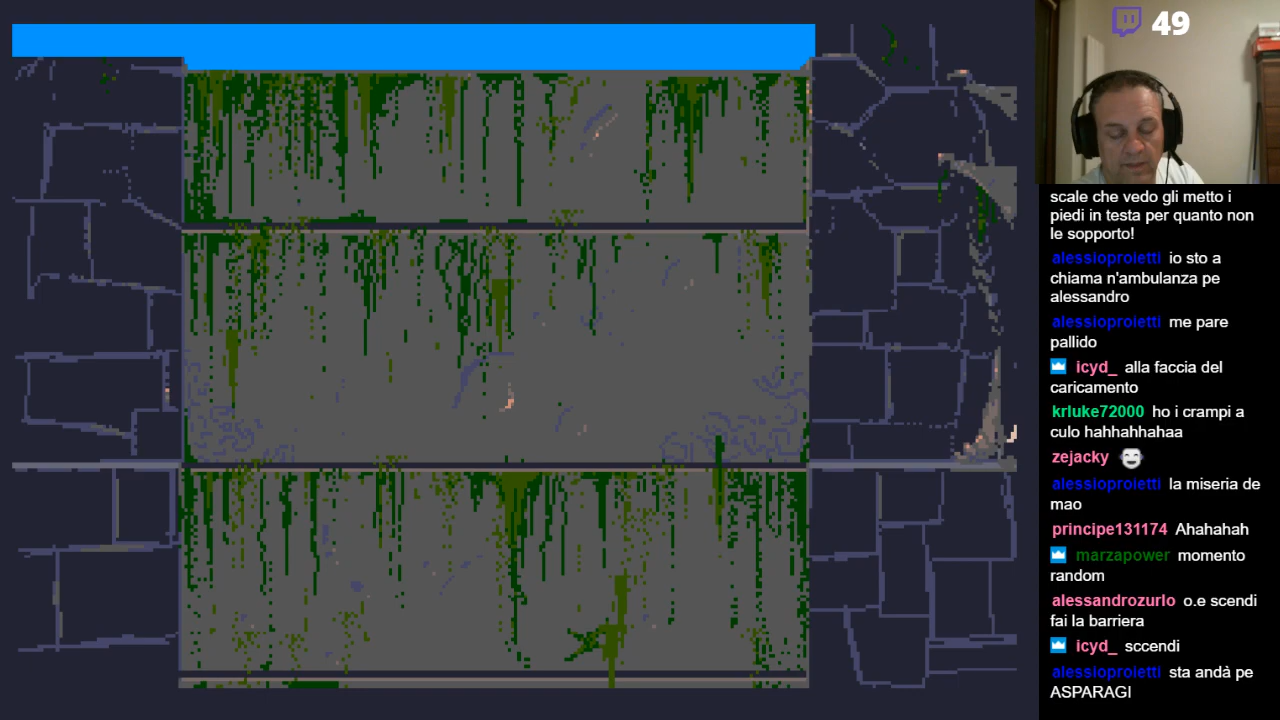 49
scale che vedo gli metto i
piedi in testa per quanto non
le sopporto!
alessioproietti io sto a
chiama n'ambulanza pe
alessandro
alessioproietti me pare
pallido
icyd_ alla faccia del
caricamento
krluke72000 ho i crampi a
culo hahhahhahaa
zejacky
alessioproietti la miseria de
mao
principe131174 Ahahahah
marzapower momento
random
alessandrozurlo o.e scendi
fai la barriera
icyd_ sccendi
alessioproietti sta andà pe
ASPARAGI